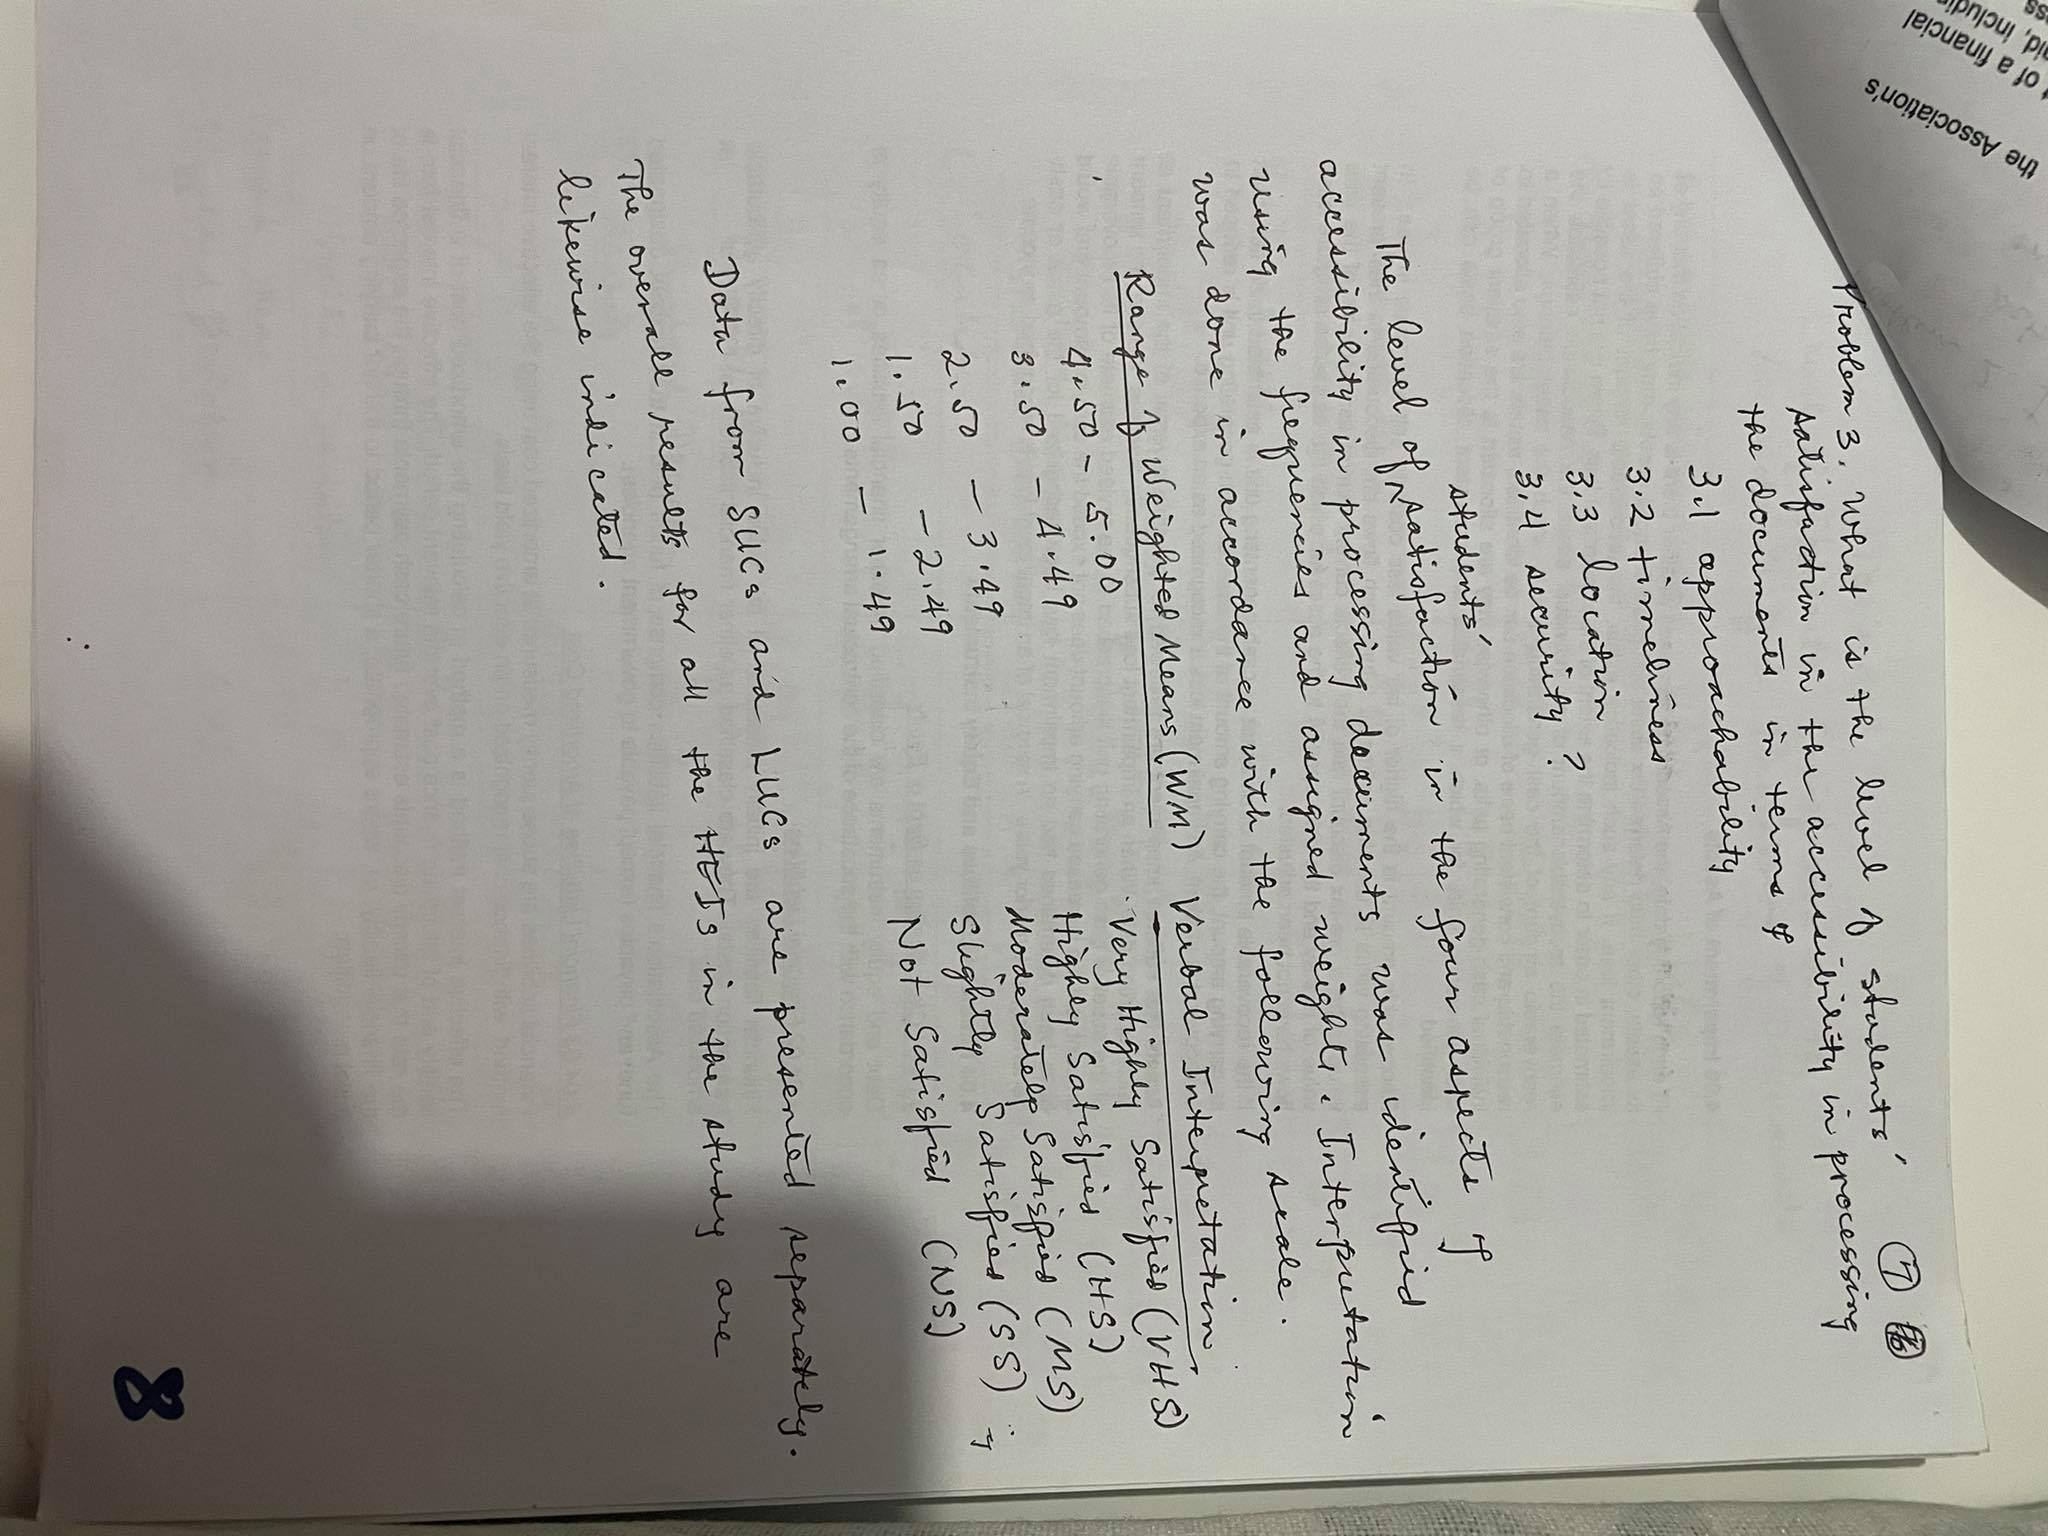 7
Problem 3. What is the level of students'
satisfaction in the accessibility in processing
the documents in terms of
3.1 approachability
3.2 timeliness
3.3 location
3.4 security?
students'
The level of satisfaction in the four aspects of
accessibility in processing documents was identified
using the frequencies and assigned weights. Interpretation
was done in accordance with the following scale.
Range of Weighted Means (WM) Verbal Interpretation
4.50 - 5.00 Very Highly Satisfied (VHS)
3.50 - 4.49 Highly Satisfied (HS)
2.50 - 3.49 Moderately Satisfied (MS)
1.50 - 2.49 Slightly Satisfied (SS)
1.00 - 1.49 Not Satisfied (NS)
Data from SUCs and LUCs are presented separately.
The overall results for all the HEIs in the study are
likewise indicated.
8
the Association's
of a financial
includi